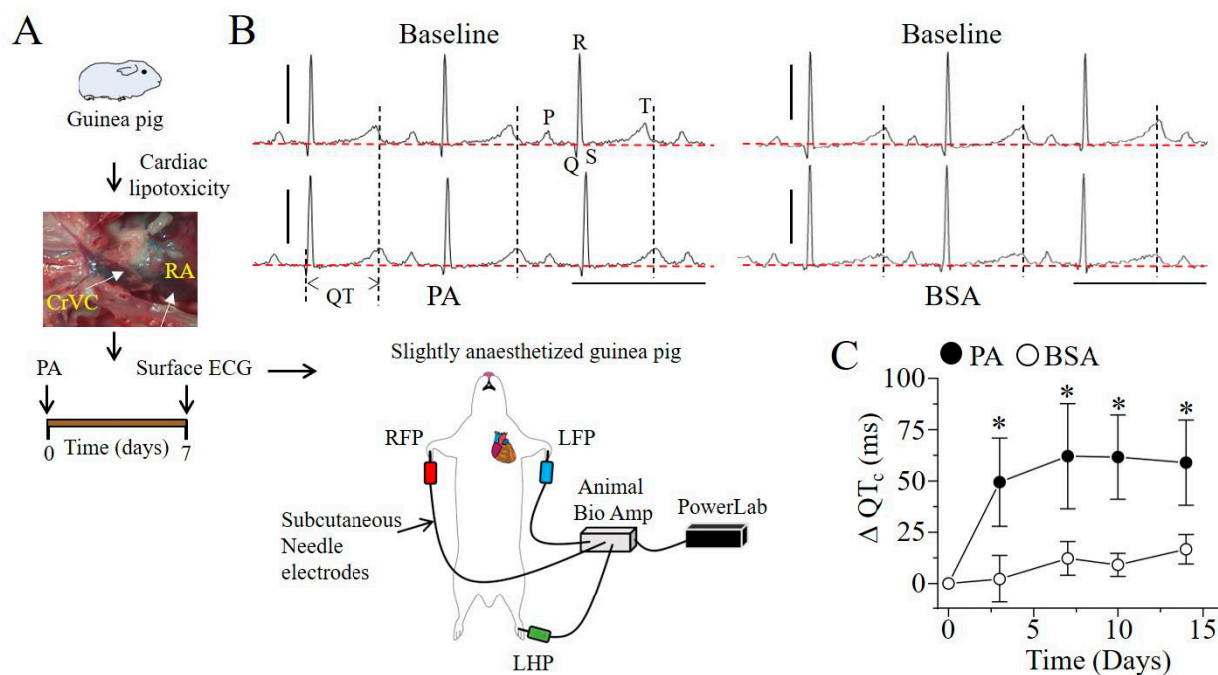 A
Guinea pig
Cardiac
lipotoxicity
RA
CrVC
PA
Surface ECG
0
Time (days)
7
B
Baseline
R
P
T
Q
S
QT
PA
Baseline
BSA
Slightly anaesthetized guinea pig
RFP
LFP
Animal
Bio Amp
PowerLab
Subcutaneous
Needle
electrodes
LHP
C
PA
BSA
Δ QTc (ms)
100
75
50
25
0
*
*
*
*
0
5
10
15
Time (Days)